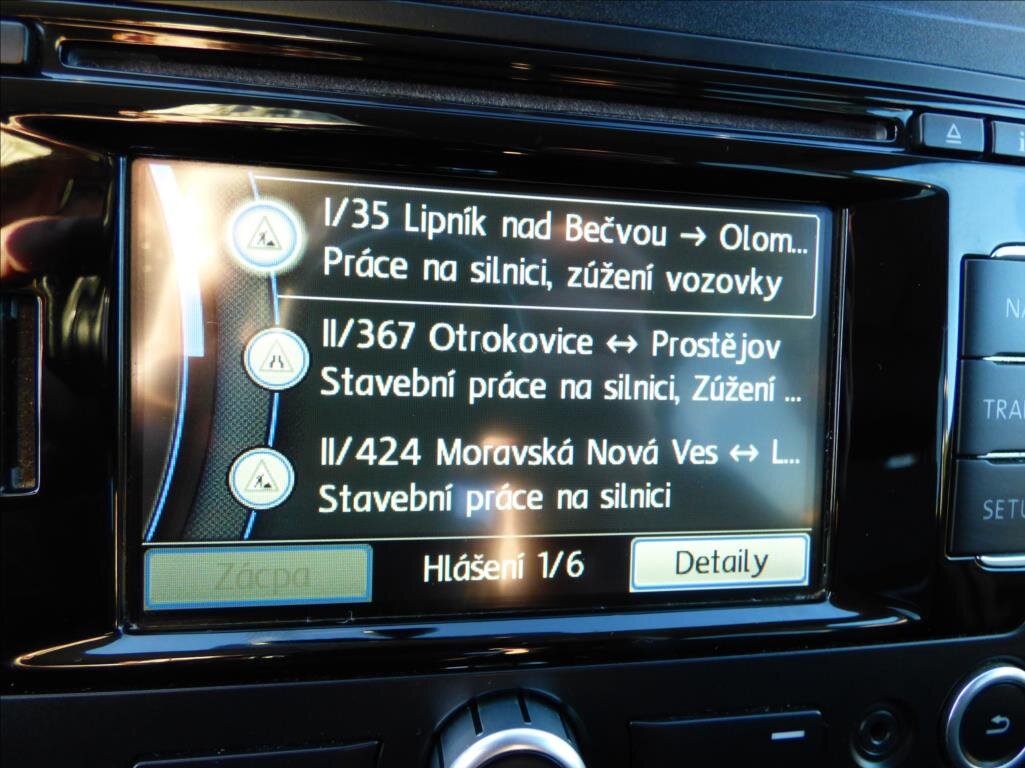 I/35 Lipník nad Bečvou → Olom...
Práce na silnici, zúžení vozovky
II/367 Otrokovice ↔ Prostějov
Stavební práce na silnici, Zúžení ...
II/424 Moravská Nová Ves ↔ L...
Stavební práce na silnici
Zácpa Hlášení 1/6 Detaily